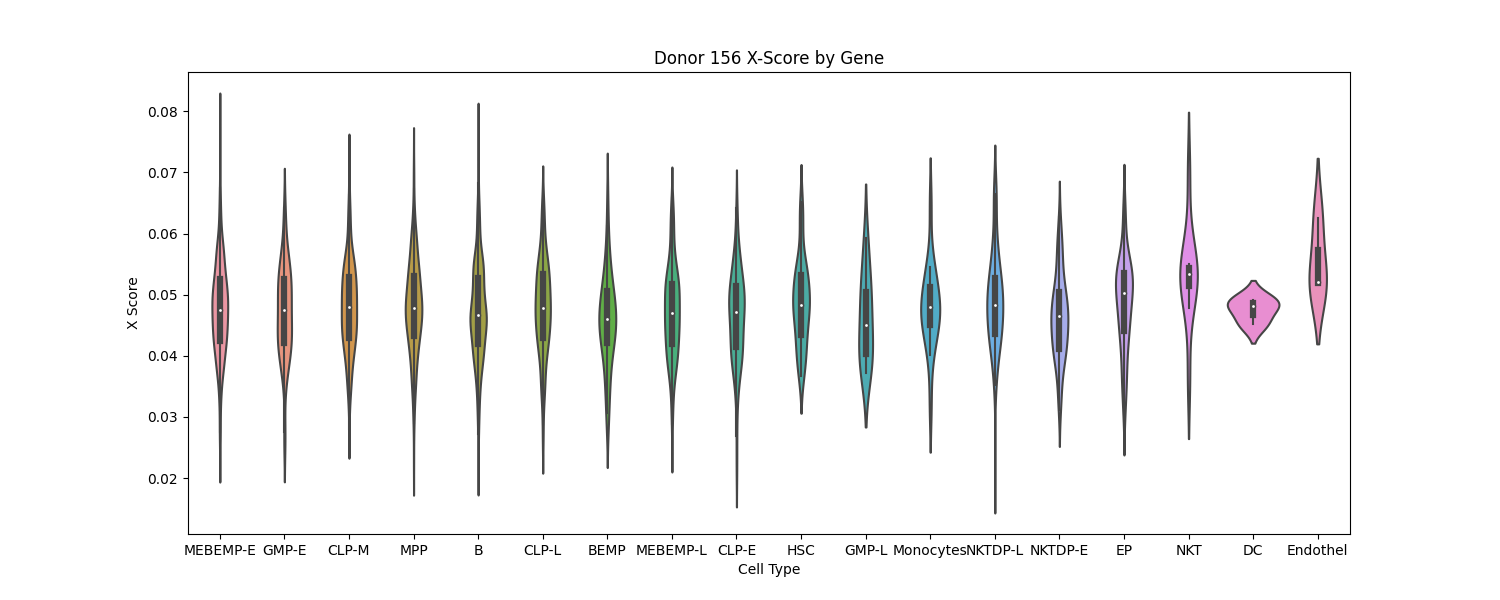 Donor 156 X-Score by Gene
X Score
0.08
0.07
0.06
0.05
0.04
0.03
0.02
MEBEMP-E GMP-E CLP-M MPP B CLP-L BEMP MEBEMP-L CLP-E HSC GMP-L Monocytes NKTDP-L NKTDP-E EP NKT DC Endothel
Cell Type